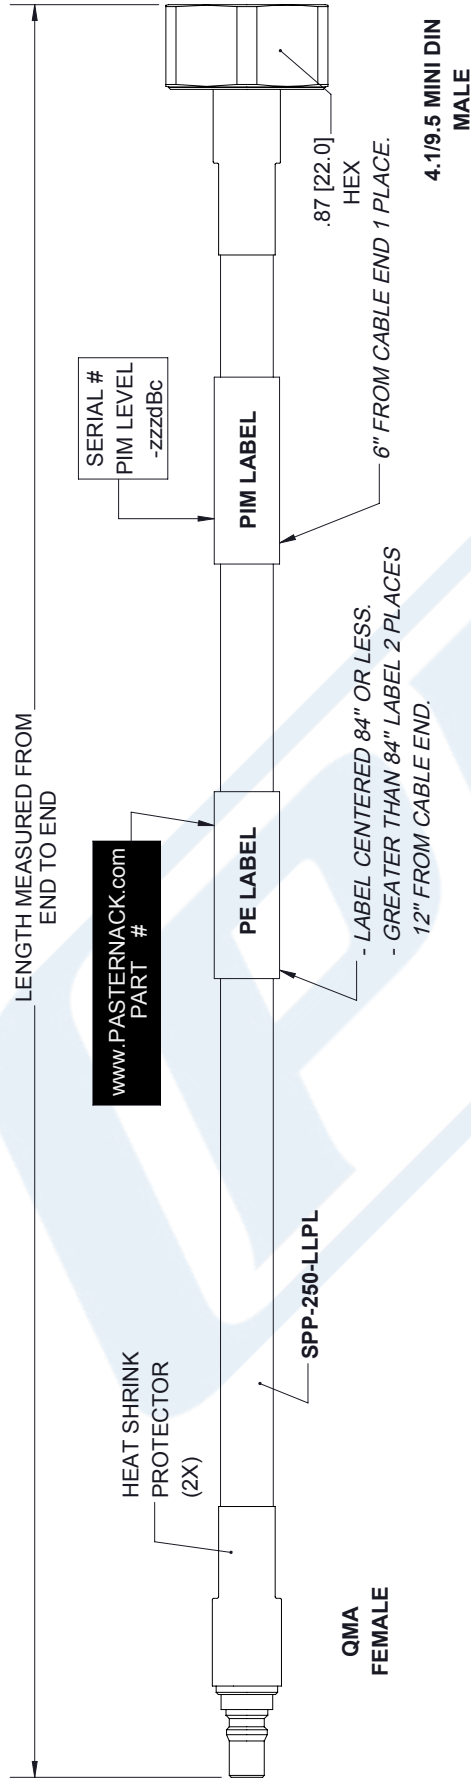 LENGTH MEASURED FROM
END TO END
HEAT SHRINK
PROTECTOR
(2X)
www.PASTERNACK.com
PART #
SERIAL #
PIM LEVEL
-zzzdBc
PE LABEL
PIM LABEL
SPP-250-LLPL
.87 [22.0]
HEX
- LABEL CENTERED 84" OR LESS.
- GREATER THAN 84" LABEL 2 PLACES
12" FROM CABLE END.
6" FROM CABLE END 1 PLACE.
QMA
FEMALE
4.1/9.5 MINI DIN
MALE